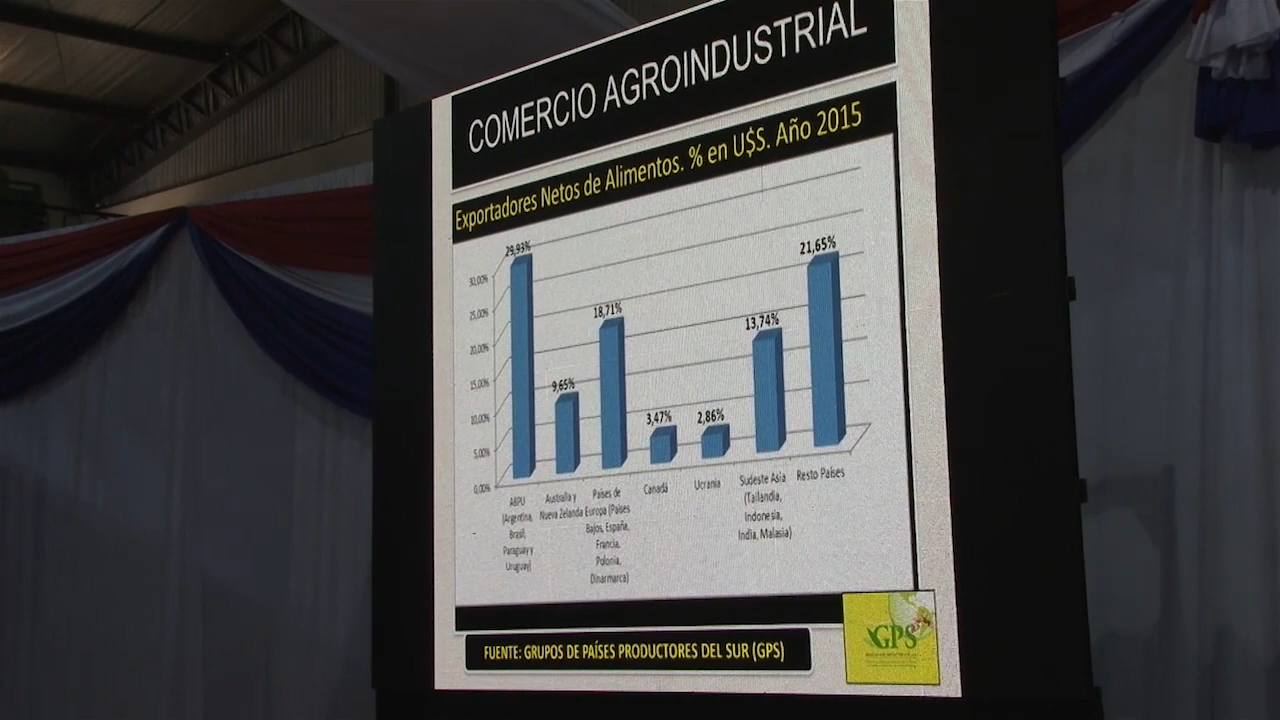 COMERCIO AGROINDUSTRIAL
Exportadores Netos de Alimentos. % en U$S. Año 2015
29,93%
9,65%
18,71%
3,47%
2,86%
13,74%
21,65%
30,00%
25,00%
20,00%
15,00%
10,00%
5,00%
0,00%
ABPU
(Argentina,
Brasil,
Paraguay y
Uruguay)
Australia y
Nueva Zelanda
Países de
Europa (Países
Bajos, España,
Francia,
Polonia,
Dinarmarca)
Canadá
Ucrania
Sudeste Asia
(Tailandia,
Indonesia,
India, Malasia)
Resto Países
FUENTE: GRUPOS DE PAÍSES PRODUCTORES DEL SUR (GPS)
GPS